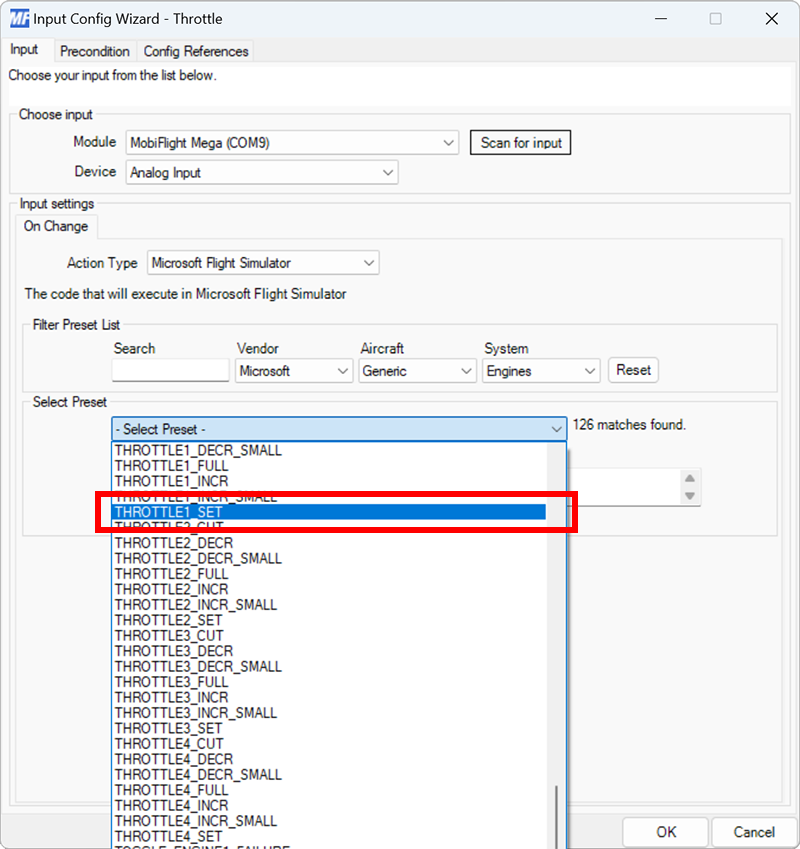 MF Input Config Wizard - Throttle
Input Precondition Config References
Choose your input from the list below.
Choose input
Module MobiFlight Mega (COM9) Scan for input
Device Analog Input
Input settings
On Change
Action Type Microsoft Flight Simulator
The code that will execute in Microsoft Flight Simulator
Filter Preset List
Search Vendor Aircraft System
Microsoft Generic Engines Reset
Select Preset
- Select Preset - 126 matches found.
THROTTLE1_DECR_SMALL
THROTTLE1_FULL
THROTTLE1_INCR
THROTTLE1_INCR_SMALL
THROTTLE1_SET
THROTTLE2_CUT
THROTTLE2_DECR
THROTTLE2_DECR_SMALL
THROTTLE2_FULL
THROTTLE2_INCR
THROTTLE2_INCR_SMALL
THROTTLE2_SET
THROTTLE3_CUT
THROTTLE3_DECR
THROTTLE3_DECR_SMALL
THROTTLE3_FULL
THROTTLE3_INCR
THROTTLE3_INCR_SMALL
THROTTLE3_SET
THROTTLE4_CUT
THROTTLE4_DECR
THROTTLE4_DECR_SMALL
THROTTLE4_FULL
THROTTLE4_INCR
THROTTLE4_INCR_SMALL
THROTTLE4_SET
TOGGLE_ENGINE1_FAILURE
OK Cancel